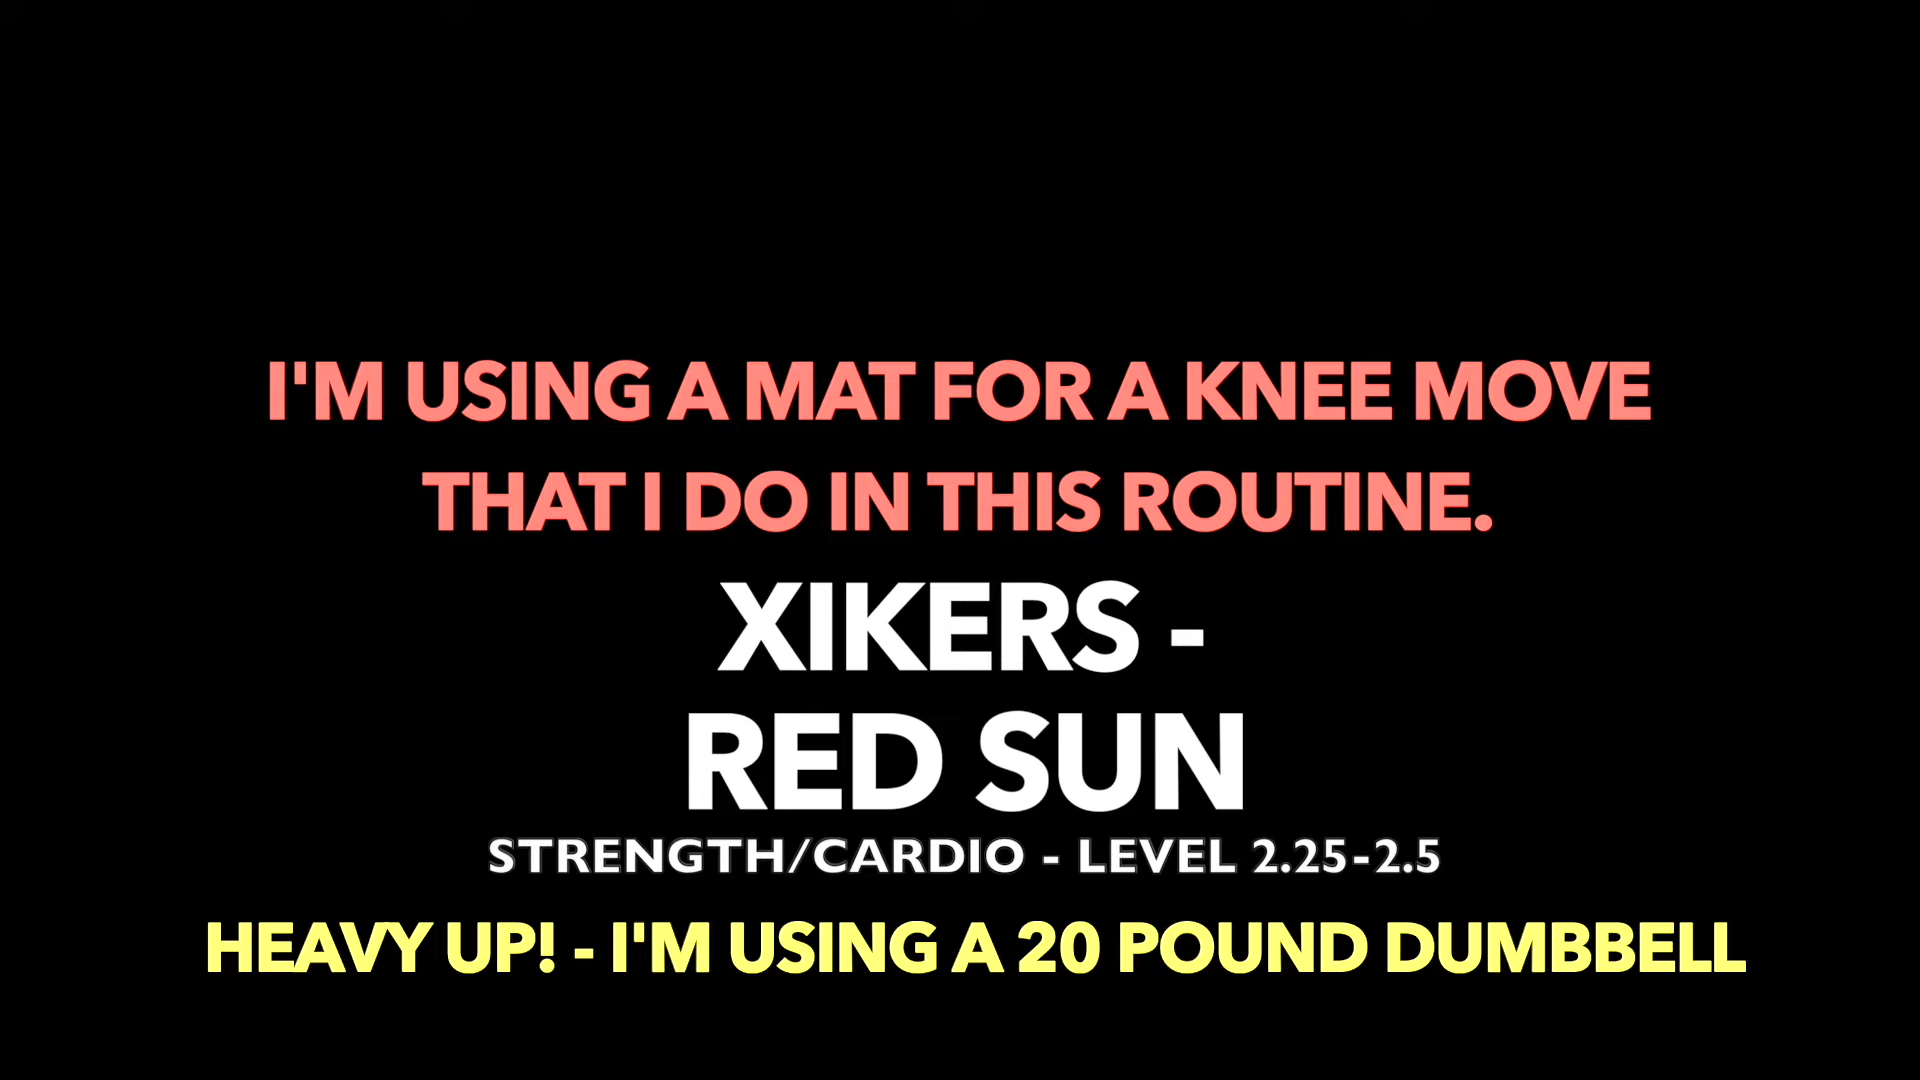 I'M USING A MAT FOR A KNEE MOVE
THAT I DO IN THIS ROUTINE.
XIKERS -
RED SUN
STRENGTH/CARDIO - LEVEL 2.25-2.5
HEAVY UP! - I'M USING A 20 POUND DUMBBELL